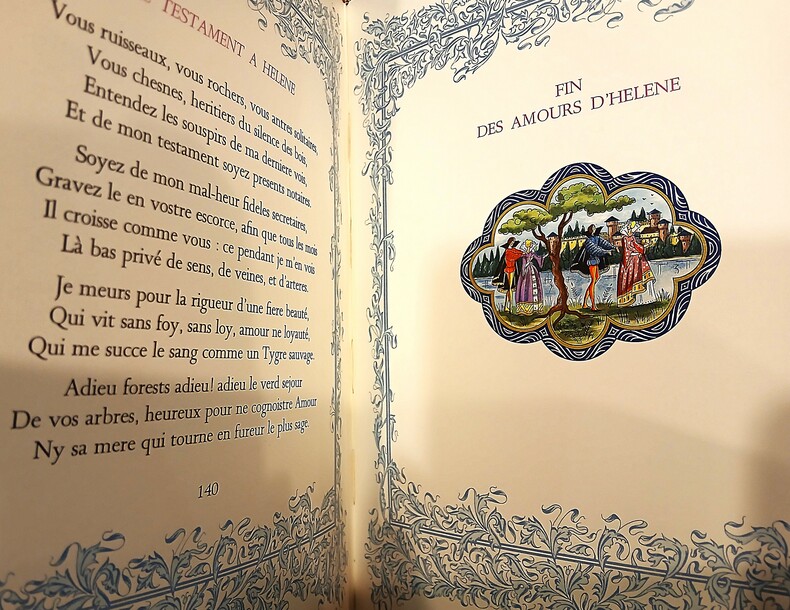 TESTAMENT A HELENE
Vous ruisseaux, vous rochers, vous antres solitaires,
Vous chesnes, heritiers du silence des bois,
Entendez les souspirs de ma derniere vois,
Et de mon testament soyez presents notaires.
Soyez de mon mal-heur fideles secretaires,
Gravez le en vostre escorce, afin que tous les mois
Il croisse comme vous : ce pendant je m'en vois
Là bas privé de sens, de veines, et d'arteres.
Je meurs pour la rigueur d'une fiere beauté,
Qui vit sans foy, sans loy, amour ne loyauté,
Qui me succe le sang comme un Tygre sauvage.
Adieu forests adieu! adieu le verd sejour
De vos arbres, heureux pour ne cognoistre Amour
Ny sa mere qui tourne en fureur le plus sage.
140
FIN
DES AMOURS D'HELENE